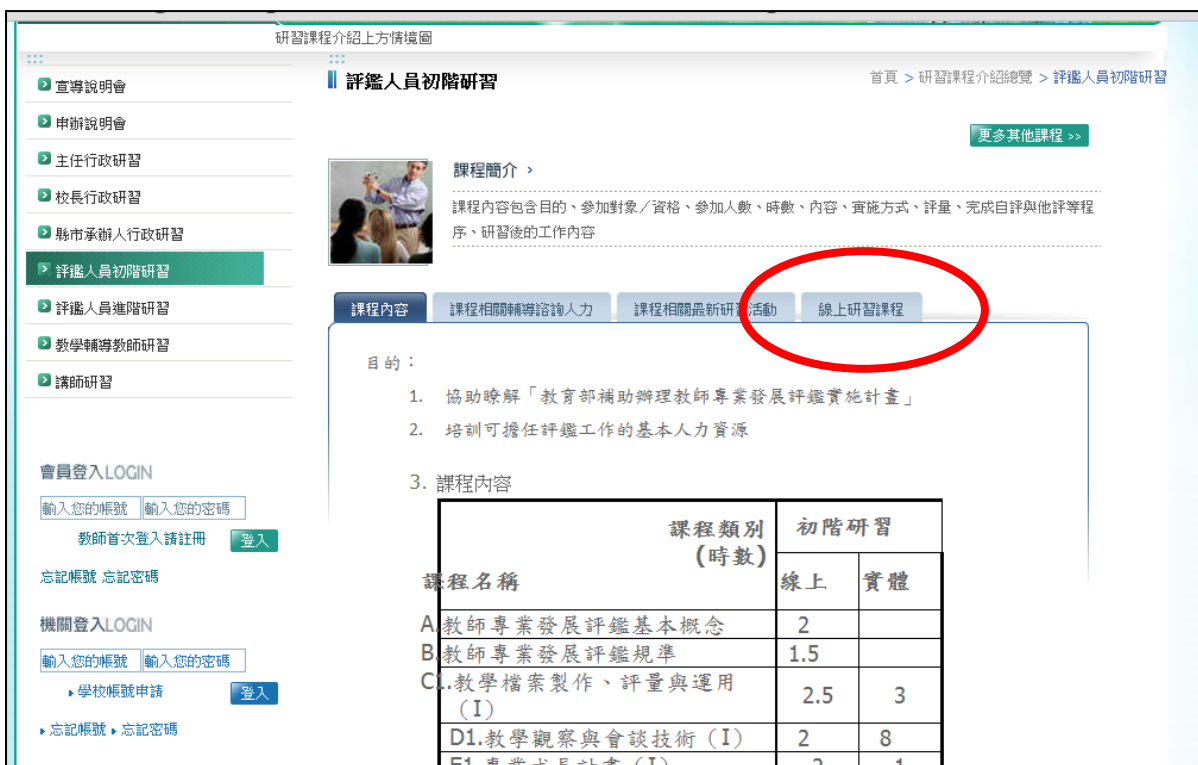 研習課程介紹上方情境圖
宣導說明會
申辦說明會
主任行政研習
校長行政研習
縣市承辦人行政研習
評鑑人員初階研習
評鑑人員進階研習
教學輔導教師研習
講師研習
會員登入LOGIN
輸入您的帳號 輸入您的密碼
教師首次登入請註冊 登入
忘記帳號 忘記密碼
機關登入LOGIN
輸入您的帳號 輸入您的密碼
學校帳號申請 登入
忘記帳號 忘記密碼
評鑑人員初階研習
首頁 > 研習課程介紹總覽 > 評鑑人員初階研習
更多其他課程 >>
課程簡介 >
課程內容包含目的、參加對象／資格、參加人數、時數、內容、實施方式、評量、完成自評與他評等程
序、研習後的工作內容
課程內容 課程相關輔導諮詢人力 課程相關最新研習活動 線上研習課程
目的：
1. 協助瞭解「教育部補助辦理教師專業發展評鑑實施計畫」
2. 培訓可擔任評鑑工作的基本人力資源
3. 課程內容
課程類別 初階研習
(時數)
課程名稱 線上 實體
A.教師專業發展評鑑基本概念 2
B.教師專業發展評鑑規準 1.5
C1.教學檔案製作、評量與運用
（I） 2.5 3
D1.教學觀察與會談技術（I） 2 8